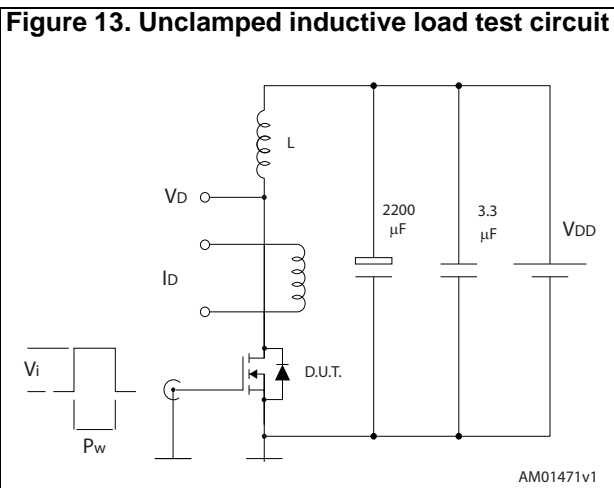 Figure 13. Unclamped inductive load test circuit
L
VD
2200
μF
3.3
μF
VDD
ID
Vi
D.U.T.
Pw
AM01471v1